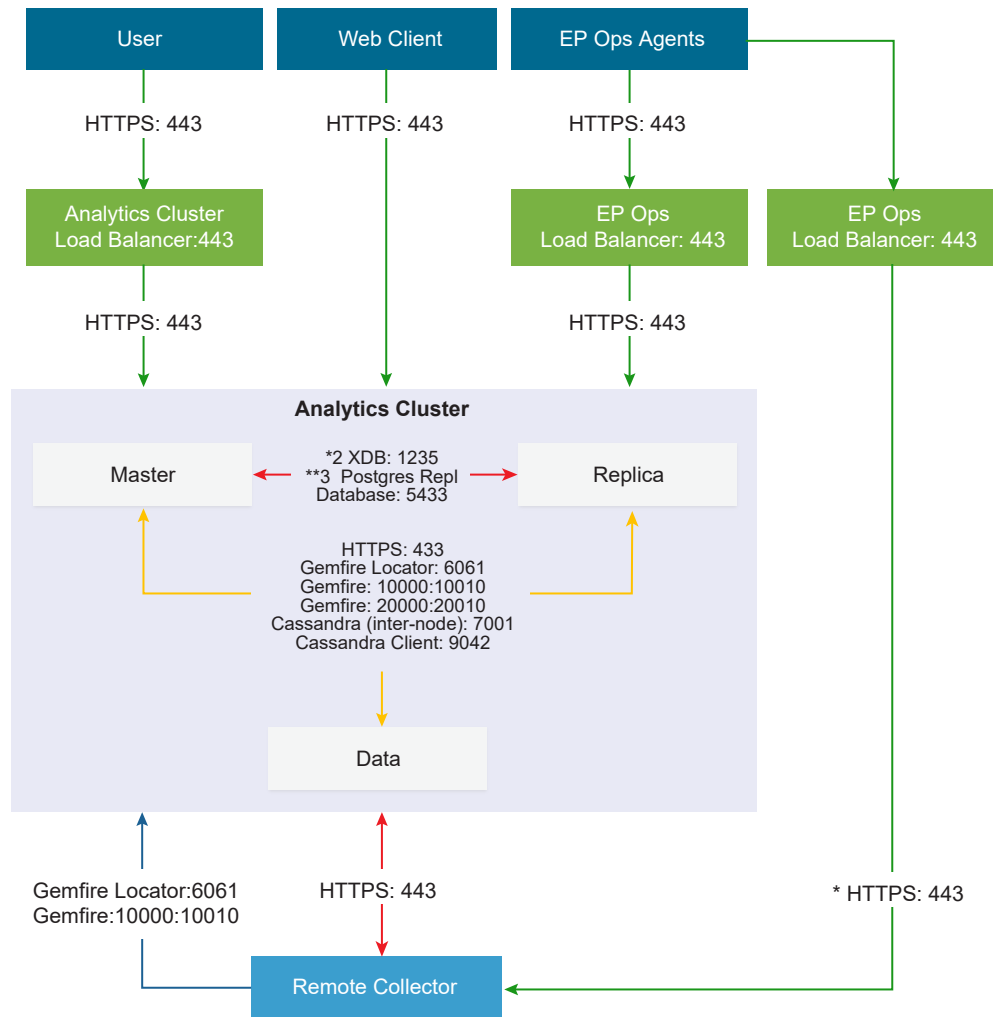 User
Web Client
EP Ops Agents
HTTPS: 443
HTTPS: 443
HTTPS: 443
Analytics Cluster
Load Balancer:443
EP Ops
Load Balancer: 443
EP Ops
Load Balancer: 443
HTTPS: 443
HTTPS: 443
Analytics Cluster
Master
*2 XDB: 1235
**3 Postgres Repl
Database: 5433
Replica
HTTPS: 433
Gemfire Locator: 6061
Gemfire: 10000:10010
Gemfire: 20000:20010
Cassandra (inter-node): 7001
Cassandra Client: 9042
Data
Gemfire Locator:6061
Gemfire:10000:10010
HTTPS: 443
* HTTPS: 443
Remote Collector